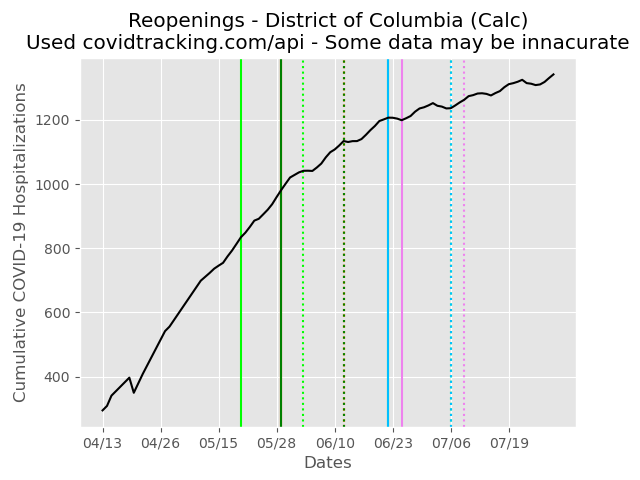 Reopenings - District of Columbia (Calc)
Used covidtracking.com/api - Some data may be innacurate
Cumulative COVID-19 Hospitalizations
1200
1000
800
600
400
04/13 04/26 05/15 05/28 06/10 06/23 07/06 07/19
Dates